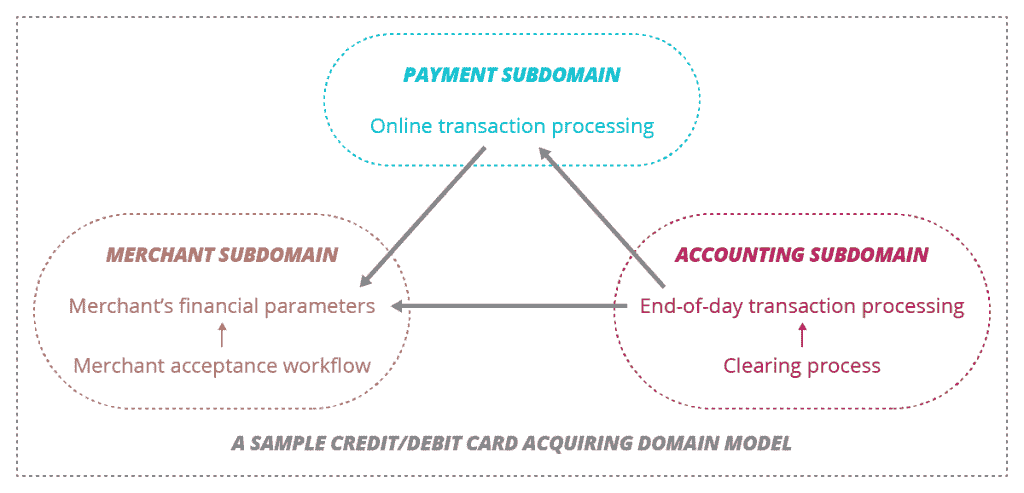 PAYMENT SUBDOMAIN
Online transaction processing
MERCHANT SUBDOMAIN
Merchant's financial parameters
Merchant acceptance workflow
ACCOUNTING SUBDOMAIN
End-of-day transaction processing
Clearing process
A SAMPLE CREDIT/DEBIT CARD ACQUIRING DOMAIN MODEL